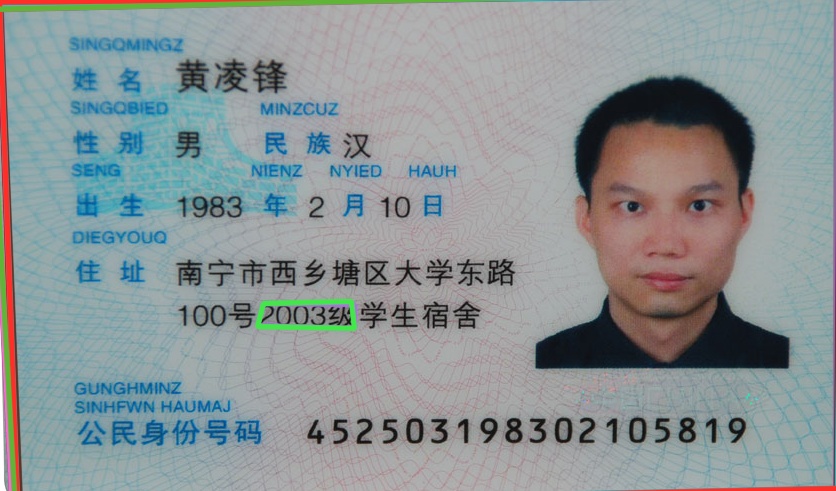 SINGQMINGZ
姓名 黄凌锋
SINGQBIED MINZCUZ
性别 男 民族 汉
SENG NIENZ NYIED HAUH
出生 1983 年 2 月 10 日
DIEGYOUQ
住址 南宁市西乡塘区大学东路
100号2003级学生宿舍
GUNGHMINZ
SINHFWN HAUMAJ
公民身份号码 452503198302105819